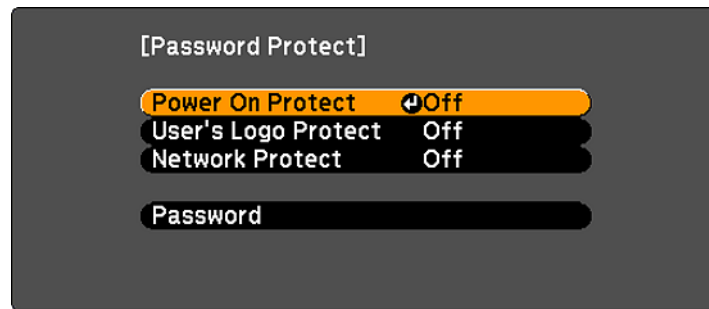 [Password Protect]
Power On Protect Off
User's Logo Protect Off
Network Protect Off
Password